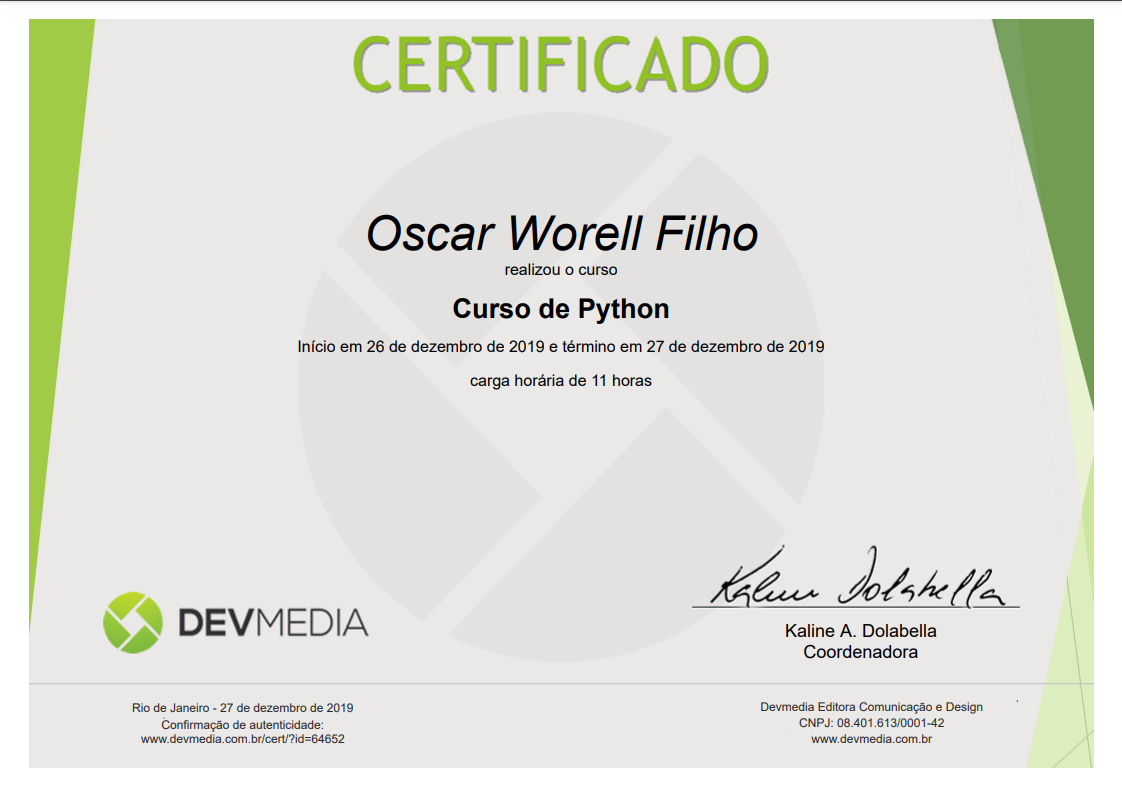 CERTIFICADO
Oscar Worell Filho
realizou o curso
Curso de Python
Início em 26 de dezembro de 2019 e término em 27 de dezembro de 2019
carga horária de 11 horas
DEVMEDIA
Kaline Dolabella
Kaline A. Dolabella
Coordenadora
Rio de Janeiro - 27 de dezembro de 2019
Confirmação de autenticidade:
www.devmedia.com.br/cert/?id=64652
Devmedia Editora Comunicação e Design
CNPJ: 08.401.613/0001-42
www.devmedia.com.br